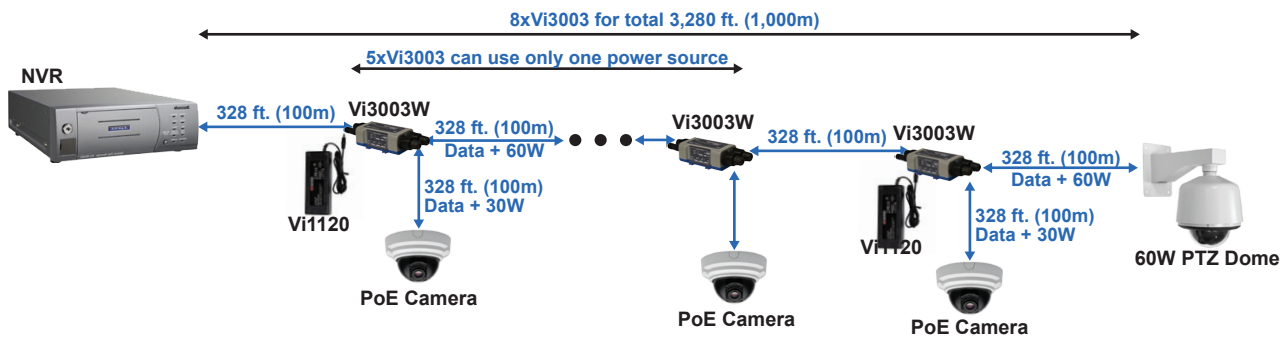 8xVi3003 for total 3,280 ft. (1,000m)
5xVi3003 can use only one power source
NVR
328 ft. (100m)
Vi3003W
328 ft. (100m)
Data + 60W
Vi3003W
328 ft. (100m)
Vi3003W
328 ft. (100m)
Data + 60W
328 ft. (100m)
Data + 30W
Vi1120
PoE Camera
PoE Camera
328 ft. (100m)
Data + 30W
Vi1120
PoE Camera
60W PTZ Dome